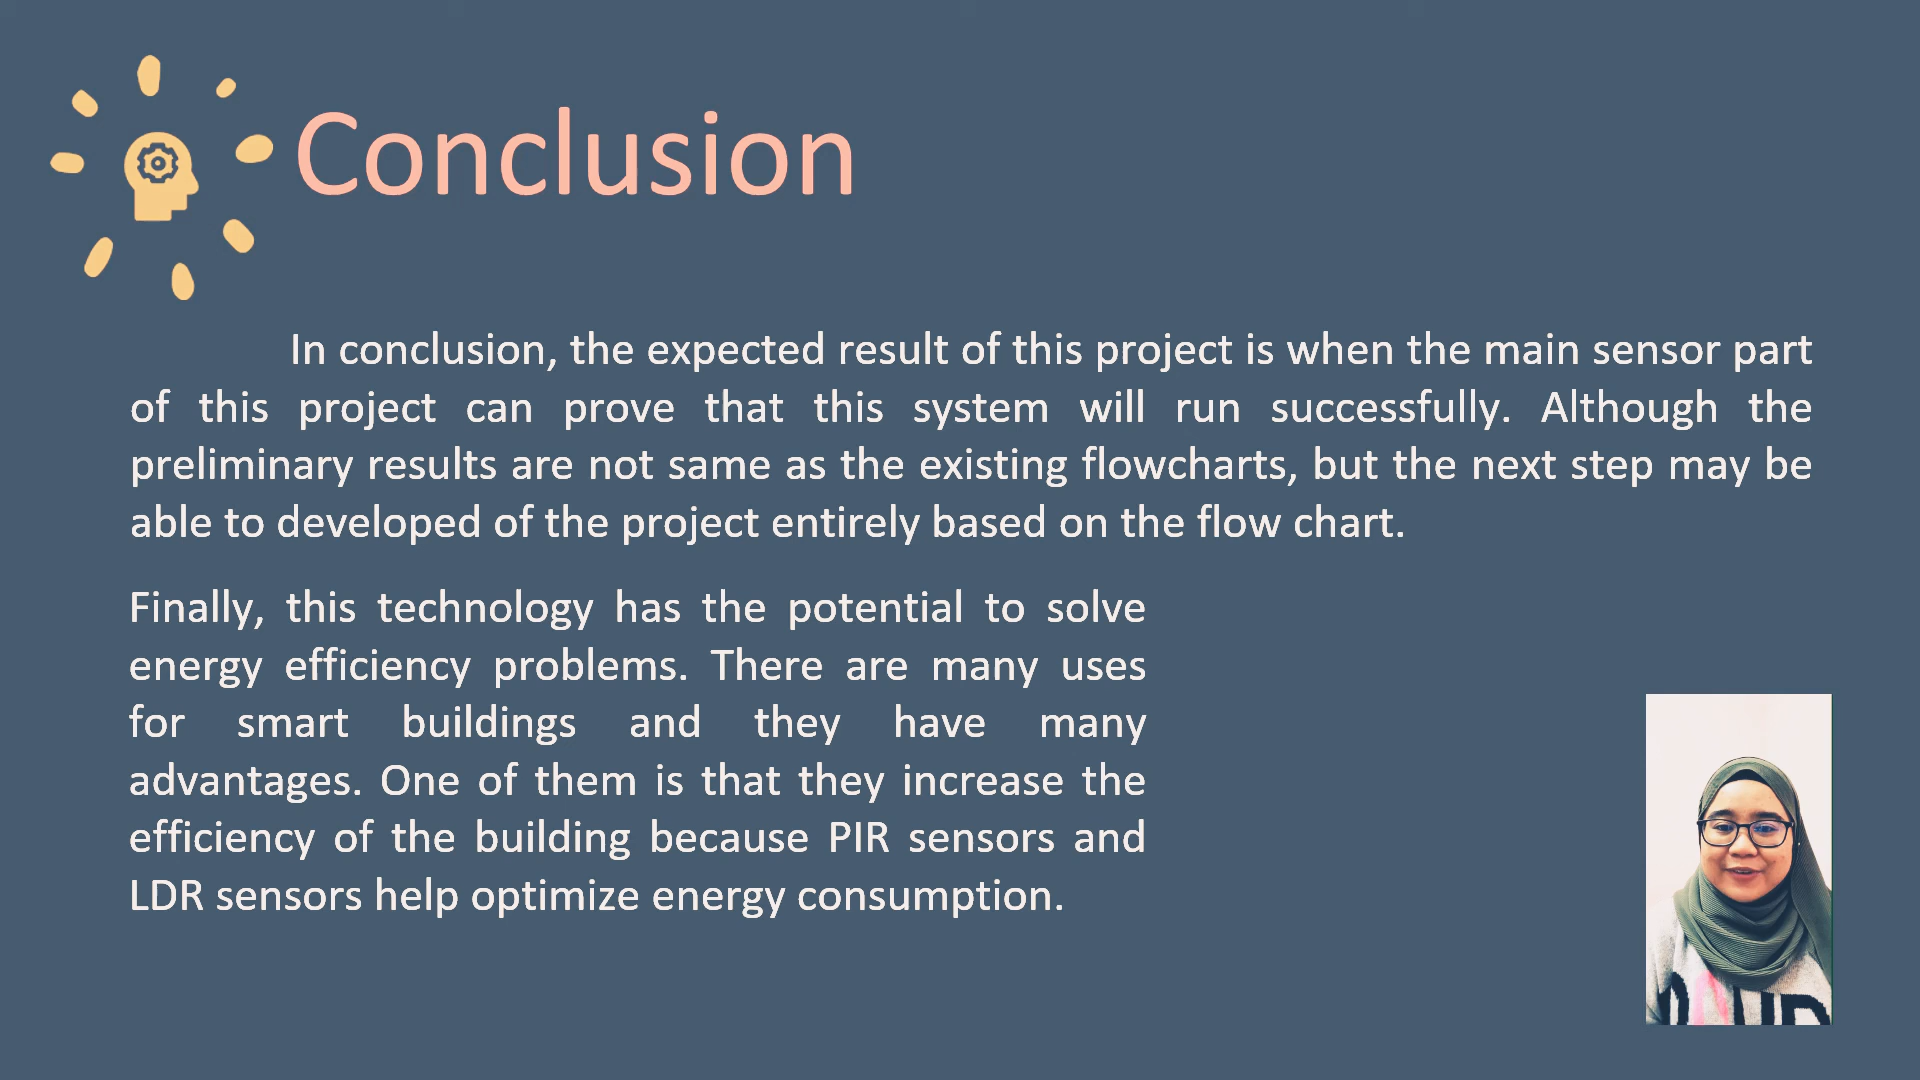 Conclusion
In conclusion, the expected result of this project is when the main sensor part
of this project can prove that this system will run successfully. Although the
preliminary results are not same as the existing flowcharts, but the next step may be
able to developed of the project entirely based on the flow chart.
Finally, this technology has the potential to solve
energy efficiency problems. There are many uses
for smart buildings and they have many
advantages. One of them is that they increase the
efficiency of the building because PIR sensors and
LDR sensors help optimize energy consumption.